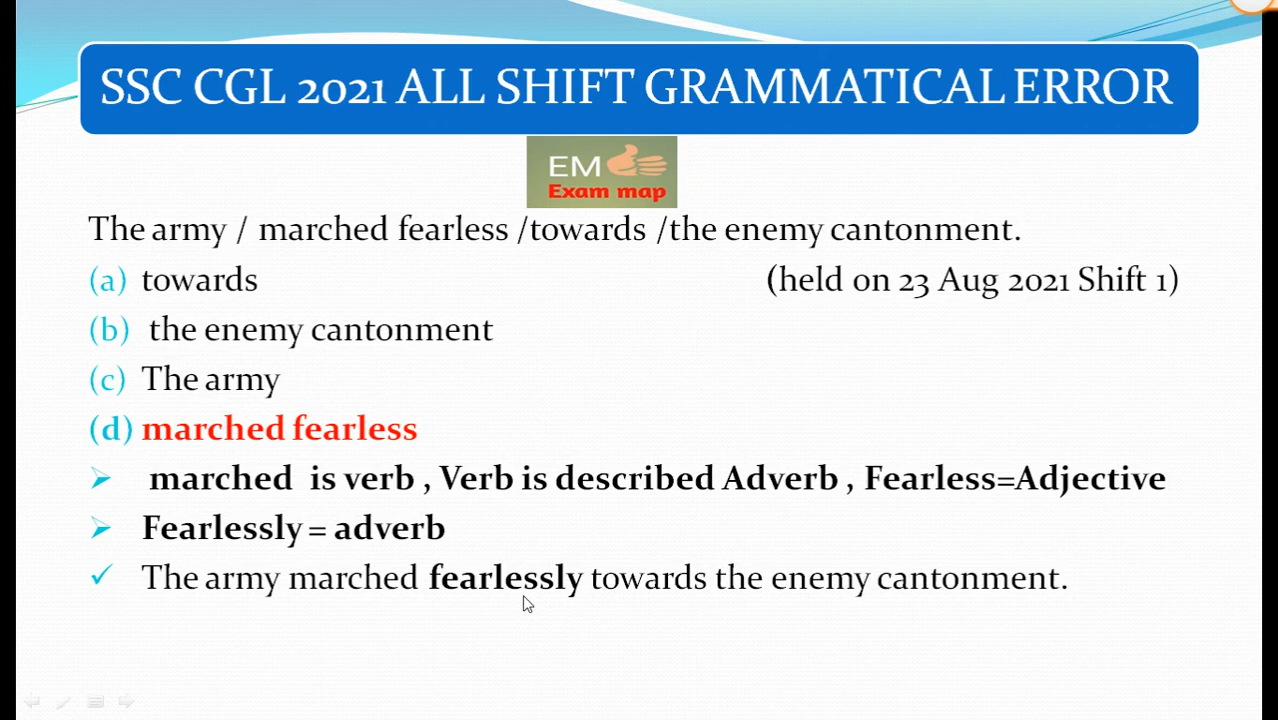 SSC CGL 2021 ALL SHIFT GRAMMATICAL ERROR
EM
Exam map
The army / marched fearless /towards /the enemy cantonment.
(a) towards (held on 23 Aug 2021 Shift 1)
(b) the enemy cantonment
(c) The army
(d) marched fearless
➢ marched is verb , Verb is described Adverb , Fearless=Adjective
➢ Fearlessly = adverb
✓ The army marched fearlessly towards the enemy cantonment.